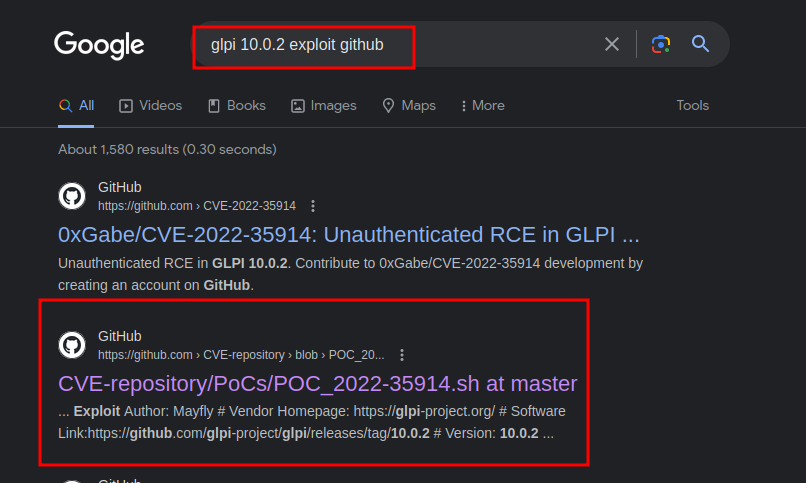 Google
glpi 10.0.2 exploit github
All
Videos
Books
Images
Maps
More
Tools
About 1,580 results (0.30 seconds)
GitHub
https://github.com › CVE-2022-35914
0xGabe/CVE-2022-35914: Unauthenticated RCE in GLPI ...
Unauthenticated RCE in GLPI 10.0.2. Contribute to 0xGabe/CVE-2022-35914 development by
creating an account on GitHub.
GitHub
https://github.com › CVE-repository › blob › POC_20...
CVE-repository/PoCs/POC_2022-35914.sh at master
... Exploit Author: Mayfly # Vendor Homepage: https://glpi-project.org/ # Software
Link:https://github.com/glpi-project/glpi/releases/tag/10.0.2 # Version: 10.0.2 ...
GitHub